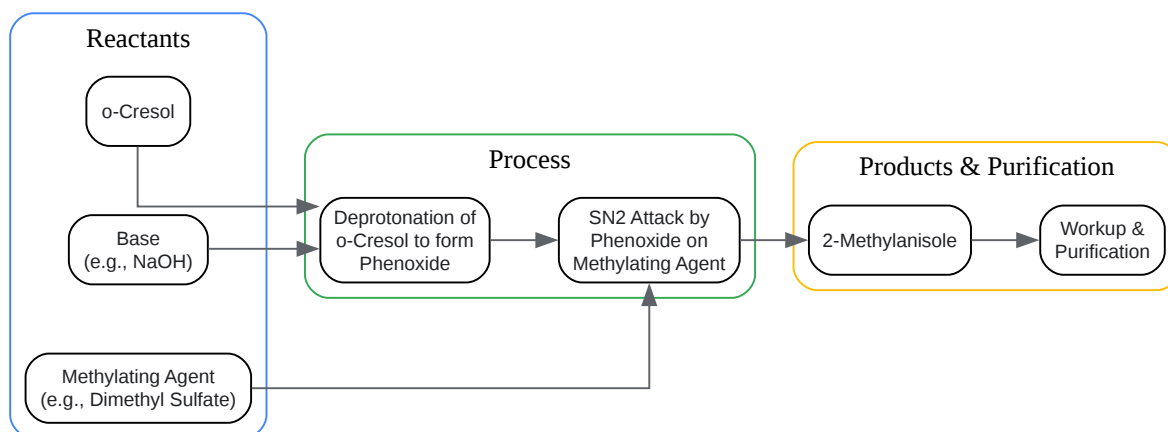 Reactants
o-Cresol
Base
(e.g., NaOH)
Methylating Agent
(e.g., Dimethyl Sulfate)
Process
Deprotonation of
o-Cresol to form
Phenoxide
SN2 Attack by
Phenoxide on
Methylating Agent
Products & Purification
2-Methylanisole
Workup &
Purification